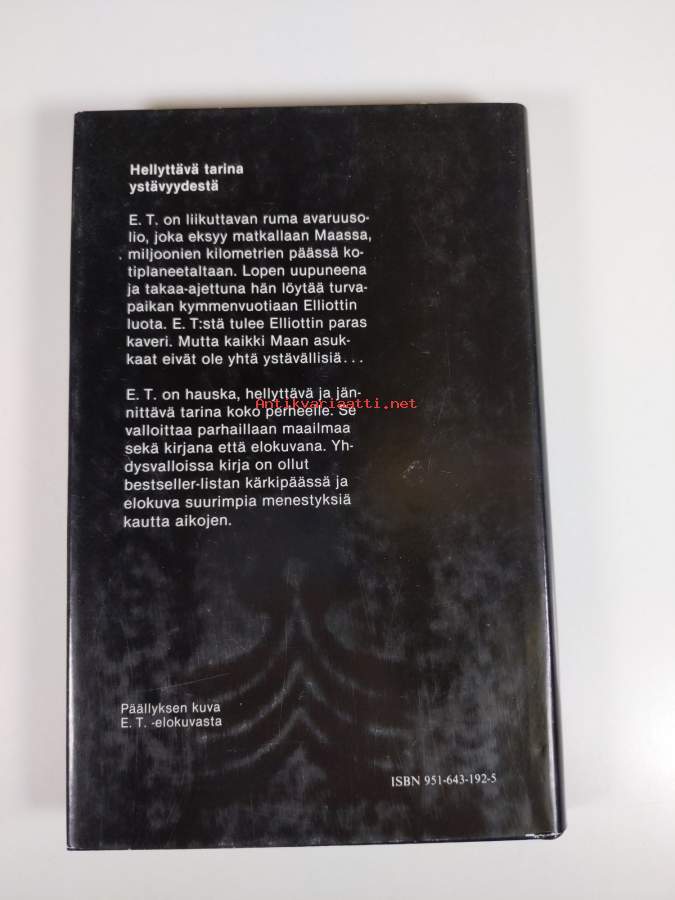 Hellyttävä tarina
ystävyydestä
E. T. on liikuttavan ruma avaruuso-
lio, joka eksyy matkallaan Maassa,
miljoonien kilometrien päässä ko-
tiplaneetaltaan. Lopen uupuneena
ja takaa-ajettuna hän löytää turva-
paikan kymmenvuotiaan Elliottin
luota. E. T:stä tulee Elliottin paras
kaveri. Mutta kaikki Maan asuk-
kaat eivät ole yhtä ystävällisiä...
E. T. on hauska, hellyttävä ja jän-
nittävä tarina koko perheelle. Se
Antikvariaatti.net
valloittaa parhaillaan maailmaa
sekä kirjana että elokuvana. Yh-
dysvalloissa kirja on ollut
bestseller-listan kärkipäässä ja
elokuva suurimpia menestyksiä
kautta aikojen.
Päällyksen kuva
E. T. -elokuvasta
ISBN 951-643-192-5